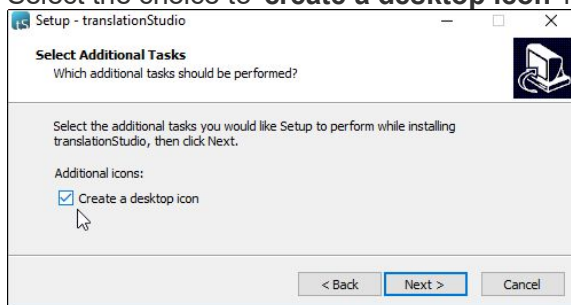 Select the choice to 'create a desktop icon'
tS Setup - translationStudio
Select Additional Tasks
Which additional tasks should be performed?
Select the additional tasks you would like Setup to perform while installing
translationStudio, then click Next.
Additional icons:
Create a desktop icon
< Back Next > Cancel